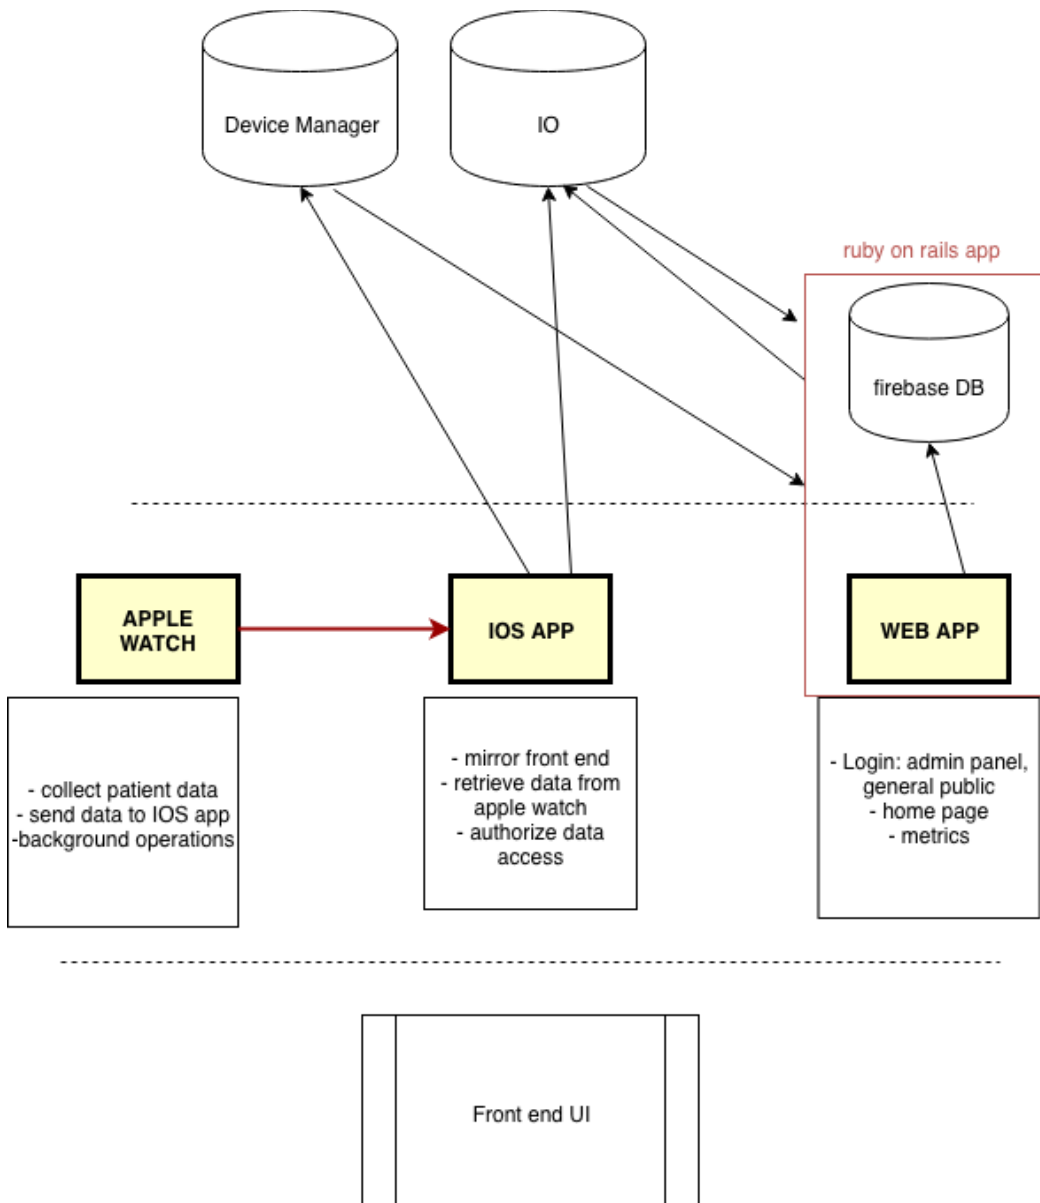 Device Manager
IO
ruby on rails app
firebase DB
APPLE
WATCH
IOS APP
WEB APP
- collect patient data
- send data to IOS app
-background operations
- mirror front end
- retrieve data from
apple watch
- authorize data
access
- Login: admin panel,
general public
- home page
- metrics
Front end UI